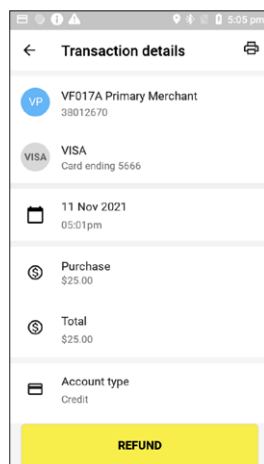 5:05 pm
Transaction details
VP
VF017A Primary Merchant
38012670
VISA
VISA
Card ending 5666
11 Nov 2021
05:01pm
Purchase
$25.00
Total
$25.00
Account type
Credit
REFUND